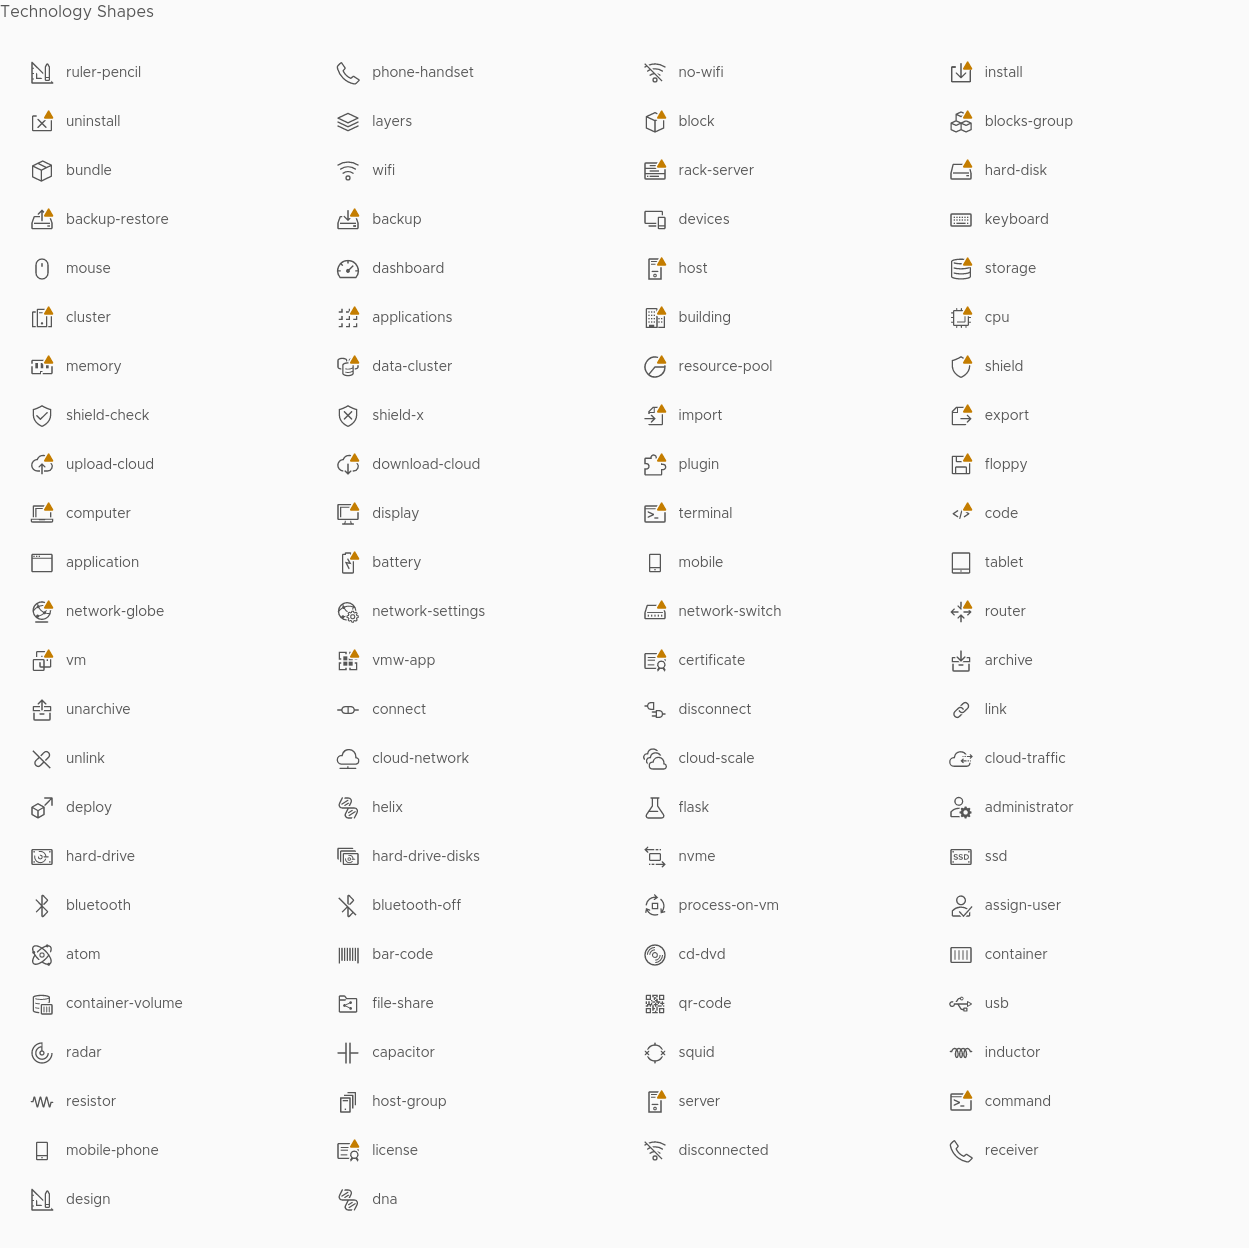 Technology Shapes
ruler-pencil phone-handset no-wifi install
uninstall layers block blocks-group
bundle wifi rack-server hard-disk
backup-restore backup devices keyboard
mouse dashboard host storage
cluster applications building cpu
memory data-cluster resource-pool shield
shield-check shield-x import export
upload-cloud download-cloud plugin floppy
computer display terminal code
application battery mobile tablet
network-globe network-settings network-switch router
vm vmw-app certificate archive
unarchive connect disconnect link
unlink cloud-network cloud-scale cloud-traffic
deploy helix flask administrator
hard-drive hard-drive-disks nvme SSD ssd
bluetooth bluetooth-off process-on-vm assign-user
atom bar-code cd-dvd container
container-volume file-share qr-code usb
radar capacitor squid inductor
resistor host-group server command
mobile-phone license disconnected receiver
design dna